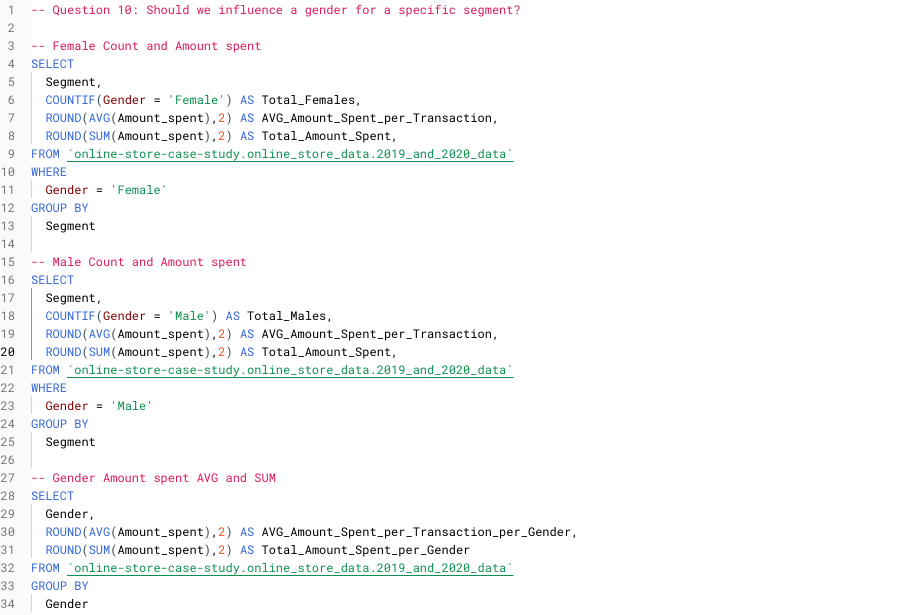 1 -- Question 10: Should we influence a gender for a specific segment?
2
3 -- Female Count and Amount spent
4 SELECT
5 Segment,
6 COUNTIF(Gender = 'Female') AS Total_Females,
7 ROUND(AVG(Amount_spent),2) AS AVG_Amount_Spent_per_Transaction,
8 ROUND(SUM(Amount_spent),2) AS Total_Amount_Spent,
9 FROM `online-store-case-study.online_store_data.2019_and_2020_data`
10 WHERE
11 Gender = 'Female'
12 GROUP BY
13 Segment
14
15 -- Male Count and Amount spent
16 SELECT
17 Segment,
18 COUNTIF(Gender = 'Male') AS Total_Males,
19 ROUND(AVG(Amount_spent),2) AS AVG_Amount_Spent_per_Transaction,
20 ROUND(SUM(Amount_spent),2) AS Total_Amount_Spent,
21 FROM `online-store-case-study.online_store_data.2019_and_2020_data`
22 WHERE
23 Gender = 'Male'
24 GROUP BY
25 Segment
26
27 -- Gender Amount spent AVG and SUM
28 SELECT
29 Gender,
30 ROUND(AVG(Amount_spent),2) AS AVG_Amount_Spent_per_Transaction_per_Gender,
31 ROUND(SUM(Amount_spent),2) AS Total_Amount_Spent_per_Gender
32 FROM `online-store-case-study.online_store_data.2019_and_2020_data`
33 GROUP BY
34 Gender